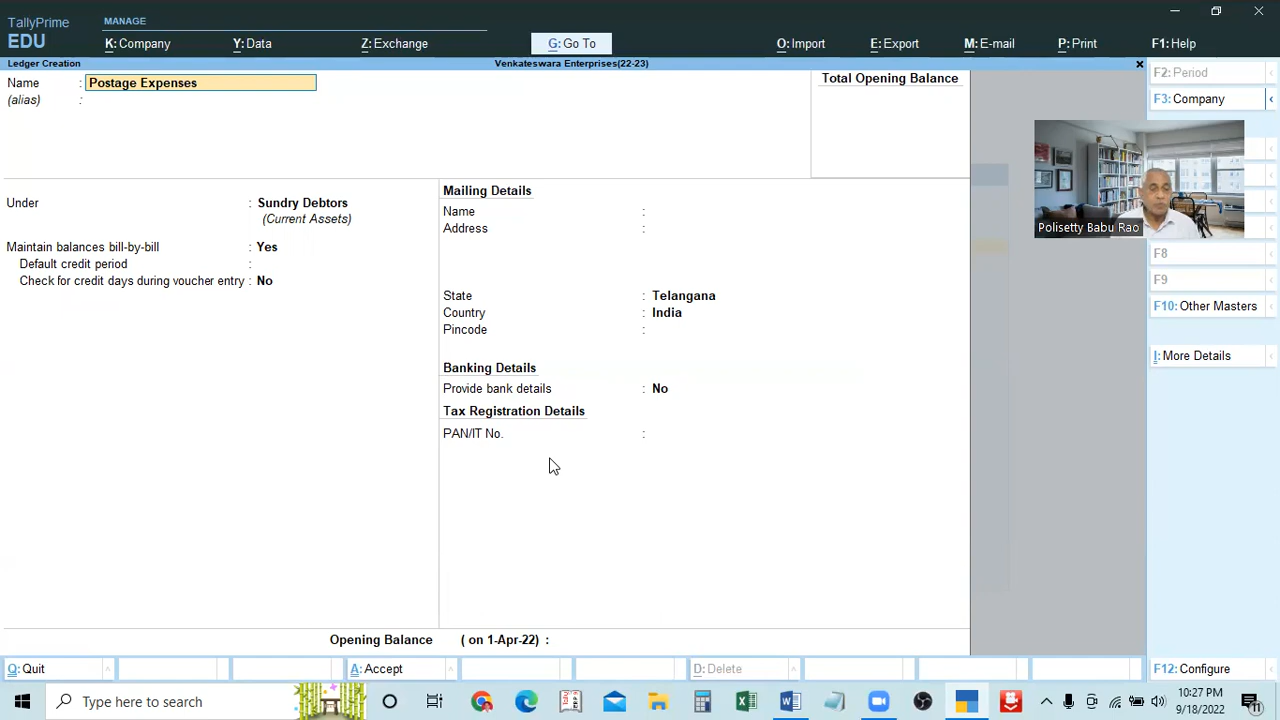 TallyPrime
EDU
MANAGE
K: Company
Y: Data
Z: Exchange
G: Go To
O: Import
E: Export
M: E-mail
P: Print
F1: Help
Ledger Creation
Venkateswara Enterprises(22-23)
Name : Postage Expenses
(alias) :
Total Opening Balance
F2: Period
F3: Company
Polisetty Babu Rao
F8
F9
F10: Other Masters
I: More Details
Under : Sundry Debtors
(Current Assets)
Maintain balances bill-by-bill : Yes
Default credit period :
Check for credit days during voucher entry : No
Mailing Details
Name :
Address :
State : Telangana
Country : India
Pincode :
Banking Details
Provide bank details : No
Tax Registration Details
PAN/IT No. :
Opening Balance ( on 1-Apr-22) :
Q: Quit
A: Accept
D: Delete
F12: Configure
Type here to search
10:27 PM
9/18/2022